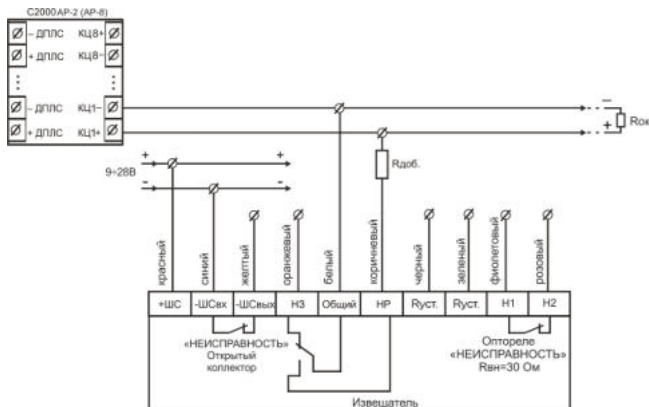 С2000АР-2 (АР-8)
– ДПЛС КЦ8+
+ ДПЛС КЦ8–
– ДПЛС КЦ1–
+ ДПЛС КЦ1+
–
+
Rок
+
-
9÷28В
Rдоб.
красный
синий
желтый
оранжевый
белый
коричневый
черный
зеленый
фиолетовый
розовый
+ШС -ШСвх -ШСвых НЗ Общий НР Rуст. Rуст. Н1 Н2
«НЕИСПРАВНОСТЬ»
Открытый
коллектор
Оптореле
«НЕИСПРАВНОСТЬ»
Rвн=30 Ом
Извещатель